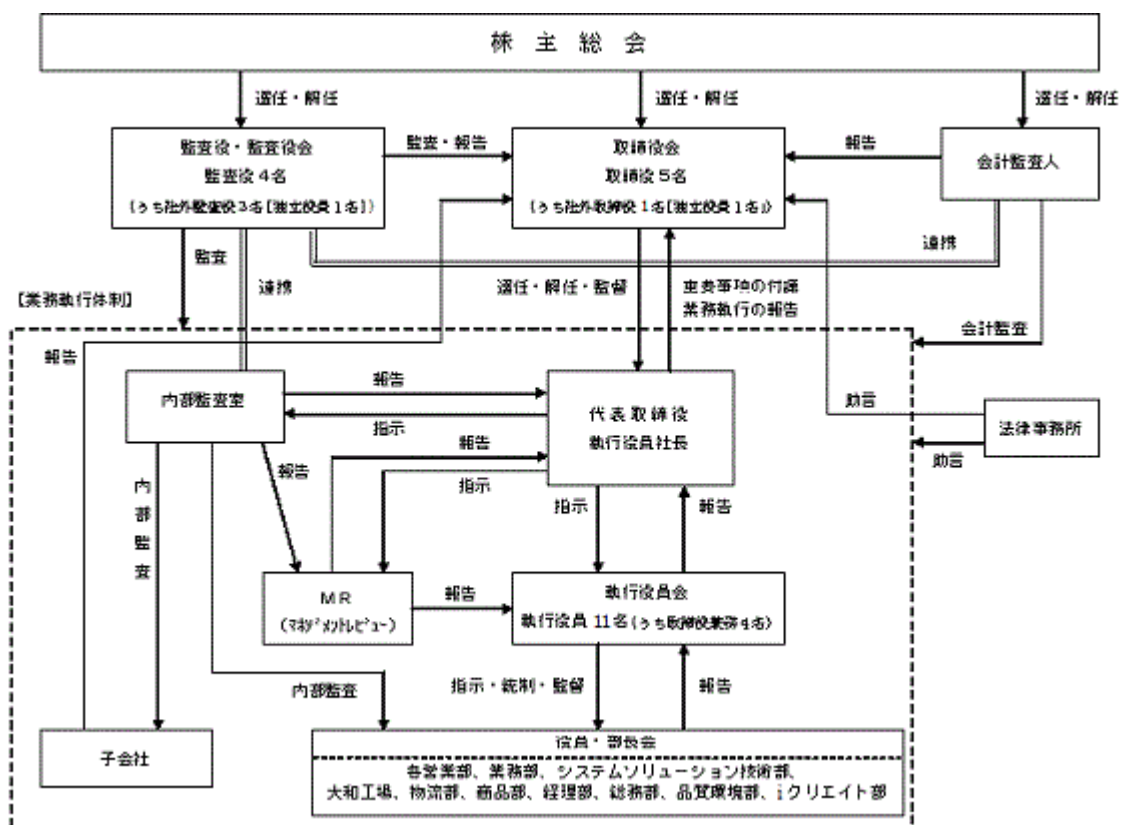 株主総会
選任・解任
選任・解任
選任・解任
監査役・監査役会
監査役4名
(うち社外監査役3名[独立役員1名])
監査・報告
取締役会
取締役5名
(うち社外取締役1名[独立役員1名])
報告
会計監査人
監査
連携
選任・解任・監督
重要事項の付議
業務執行の報告
連携
【業務執行体制】
会計監査
報告
内部監査室
報告
指示
代表取締役
執行役員社長
助言
法律事務所
助言
報告
報告
指示
内部監査
指示
報告
MR
(マネジメントレビュー)
報告
執行役員会
執行役員11名(うち取締役兼務4名)
内部監査
指示・統制・監督
報告
子会社
役員・部長会
各営業部、業務部、システムソリューション技術部、
大和工場、物流部、商品部、経理部、総務部、品質環境部、iクリエイト部